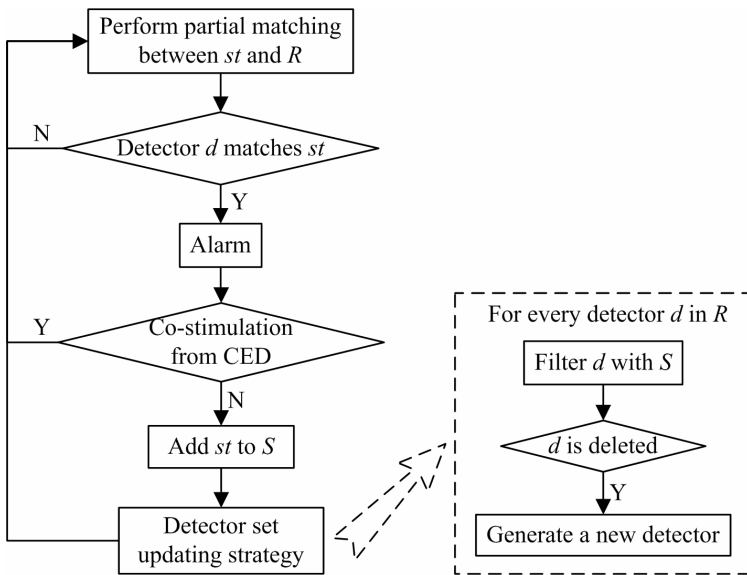 Perform partial matching
between st and R
N
Detector d matches st
Y
Alarm
Y
Co-stimulation
from CED
N
Add st to S
Detector set
updating strategy
For every detector d in R
Filter d with S
d is deleted
Y
Generate a new detector